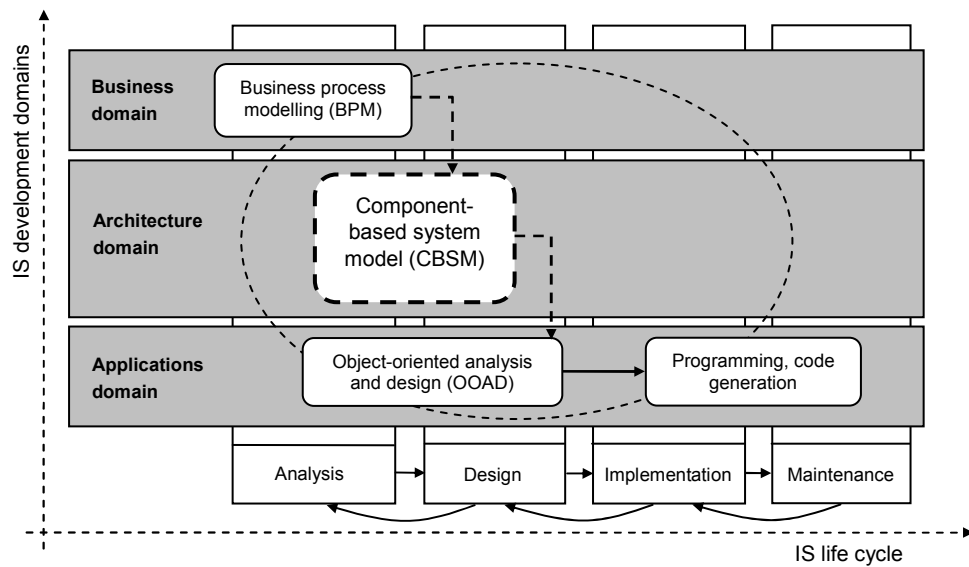 IS development domains
Business
domain
Business process
modelling (BPM)
Architecture
domain
Component-
based system
model (CBSM)
Applications
domain
Object-oriented analysis
and design (OOAD)
Programming, code
generation
Analysis
Design
Implementation
Maintenance
IS life cycle